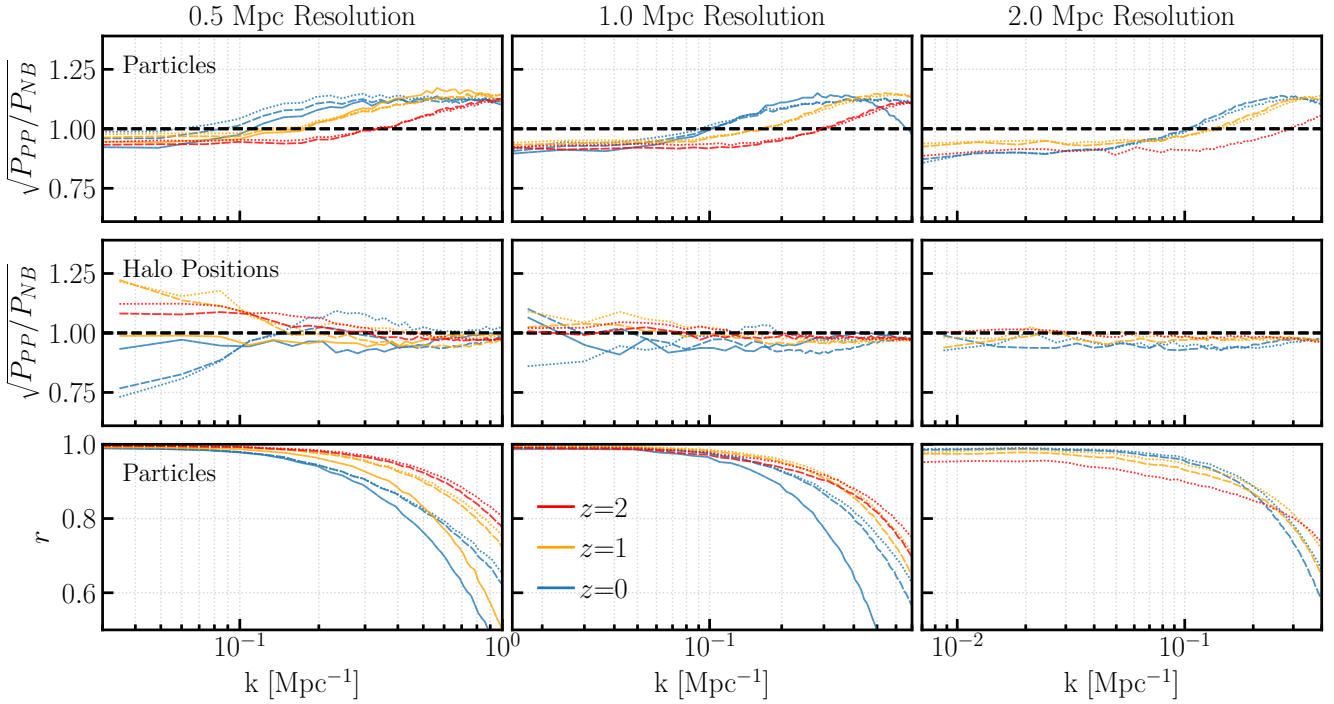 0.5 Mpc Resolution 1.0 Mpc Resolution 2.0 Mpc Resolution
√P_PP/P_NB
1.25
1.00
0.75
Particles
√P_PP/P_NB
1.25
1.00
0.75
Halo Positions
r
1.0
0.8
0.6
Particles
z=2
z=1
z=0
10⁻¹ 10⁰ 10⁻¹ 10⁻² 10⁻¹
k [Mpc⁻¹] k [Mpc⁻¹] k [Mpc⁻¹]